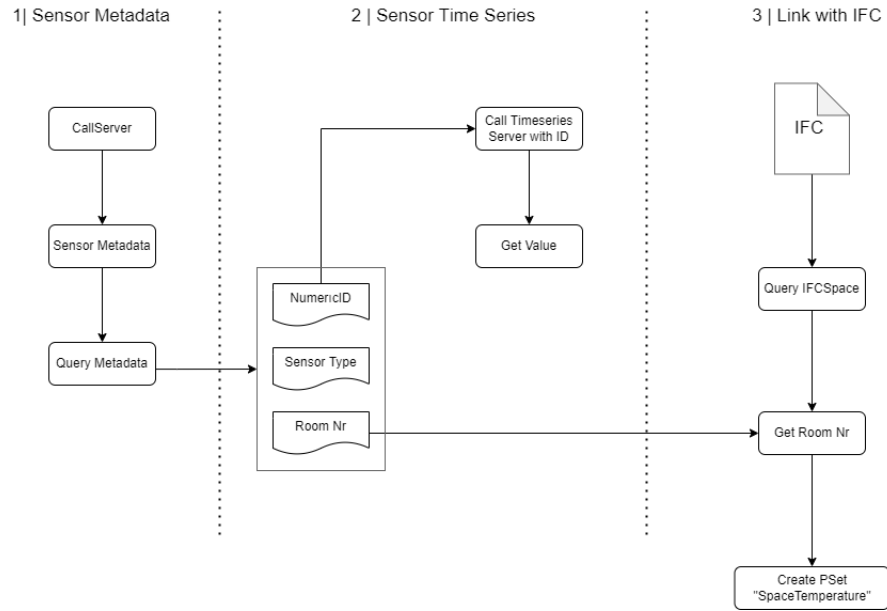 1| Sensor Metadata
2 | Sensor Time Series
3 | Link with IFC
CallServer
Sensor Metadata
Query Metadata
Call Timeseries
Server with ID
Get Value
NumericID
Sensor Type
Room Nr
IFC
Query IFCSpace
Get Room Nr
Create PSet
"SpaceTemperature"